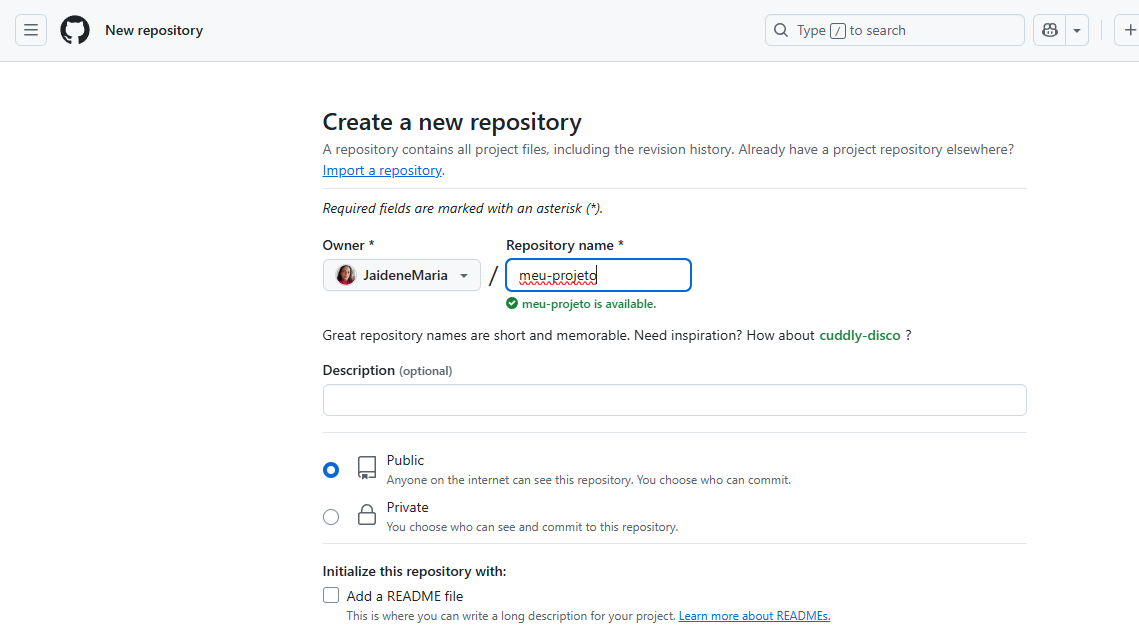 New repository
Type / to search
Create a new repository
A repository contains all project files, including the revision history. Already have a project repository elsewhere?
Import a repository.
Required fields are marked with an asterisk (*).
Owner * Repository name *
JaideneMaria / meu-projeto
meu-projeto is available.
Great repository names are short and memorable. Need inspiration? How about cuddly-disco ?
Description (optional)
Public
Anyone on the internet can see this repository. You choose who can commit.
Private
You choose who can see and commit to this repository.
Initialize this repository with:
Add a README file
This is where you can write a long description for your project. Learn more about READMEs.